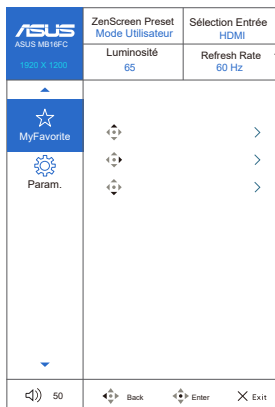 ASUS
ASUS MB16FC
1920 X 1200
ZenScreen Preset
Mode Utilisateur
Sélection Entrée
HDMI
Luminosité
65
Refresh Rate
60 Hz
MyFavorite
Param.
50
Back
Enter
Exit